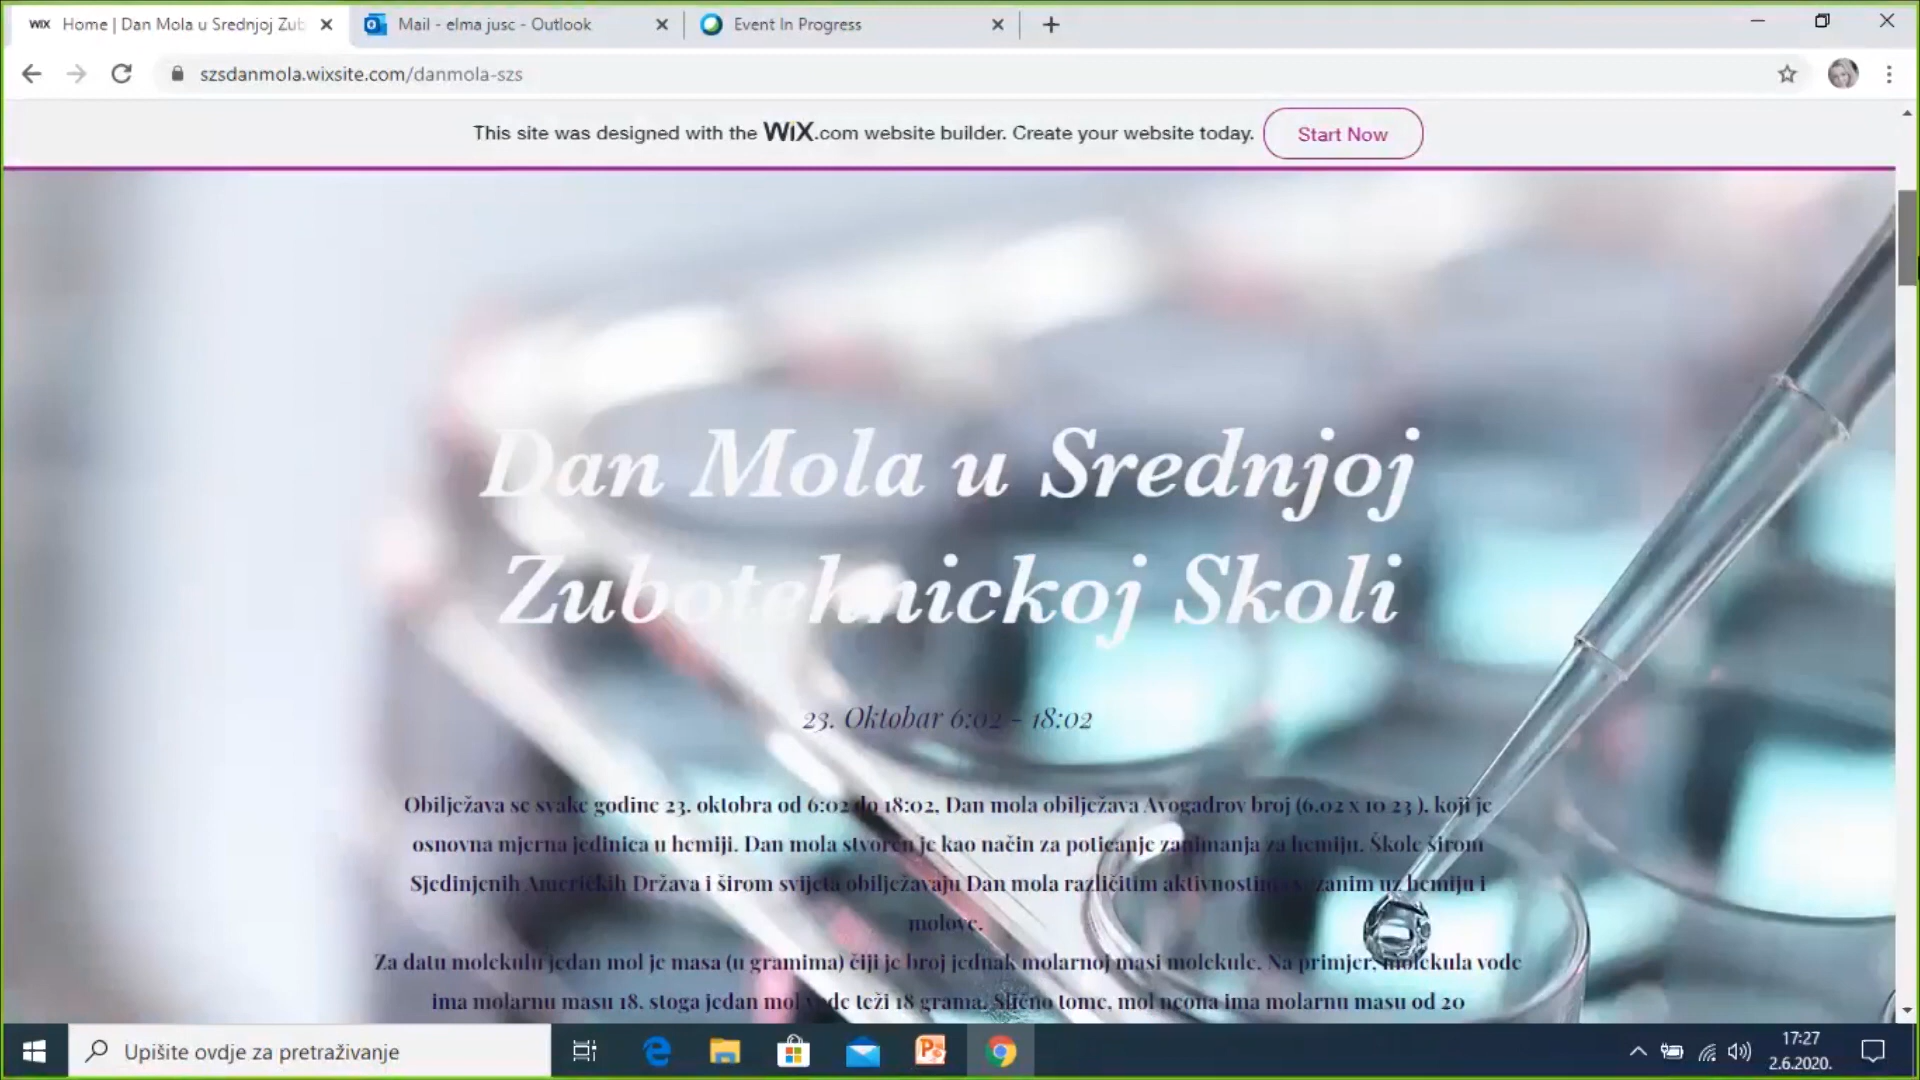 WiX Home | Dan Mola u Srednjoj Zub
Mail - elma jusc - Outlook
Event In Progress
szsdanmola.wixsite.com/danmola-szs
This site was designed with the WiX.com website builder. Create your website today. Start Now
Dan Mola u Srednjoj
Zubotehnickoj Skoli
23. Oktobar 6:02 - 18:02
Obilježava se svake godine 23. oktobra od 6:02 do 18:02, Dan mola obilježava Avogadrov broj (6.02 x 10 23 ), koji je
osnovna mjerna jedinica u hemiji. Dan mola stvoren je kao način za poticanje zanimanja za hemiju. Škole širom
Sjedinjenih Američkih Država i širom svijeta obilježavaju Dan mola različitim aktivnostima vezanim uz hemiju i
molove.
Za datu molekulu jedan mol je masa (u gramima) čiji je broj jednak molarnoj masi molekule. Na primjer, molekula vode
ima molarnu masu 18, stoga jedan mol vode teži 18 grama. Slično tome, mol neona ima molarnu masu od 20
Upišite ovdje za pretraživanje
17:27
2.6.2020.